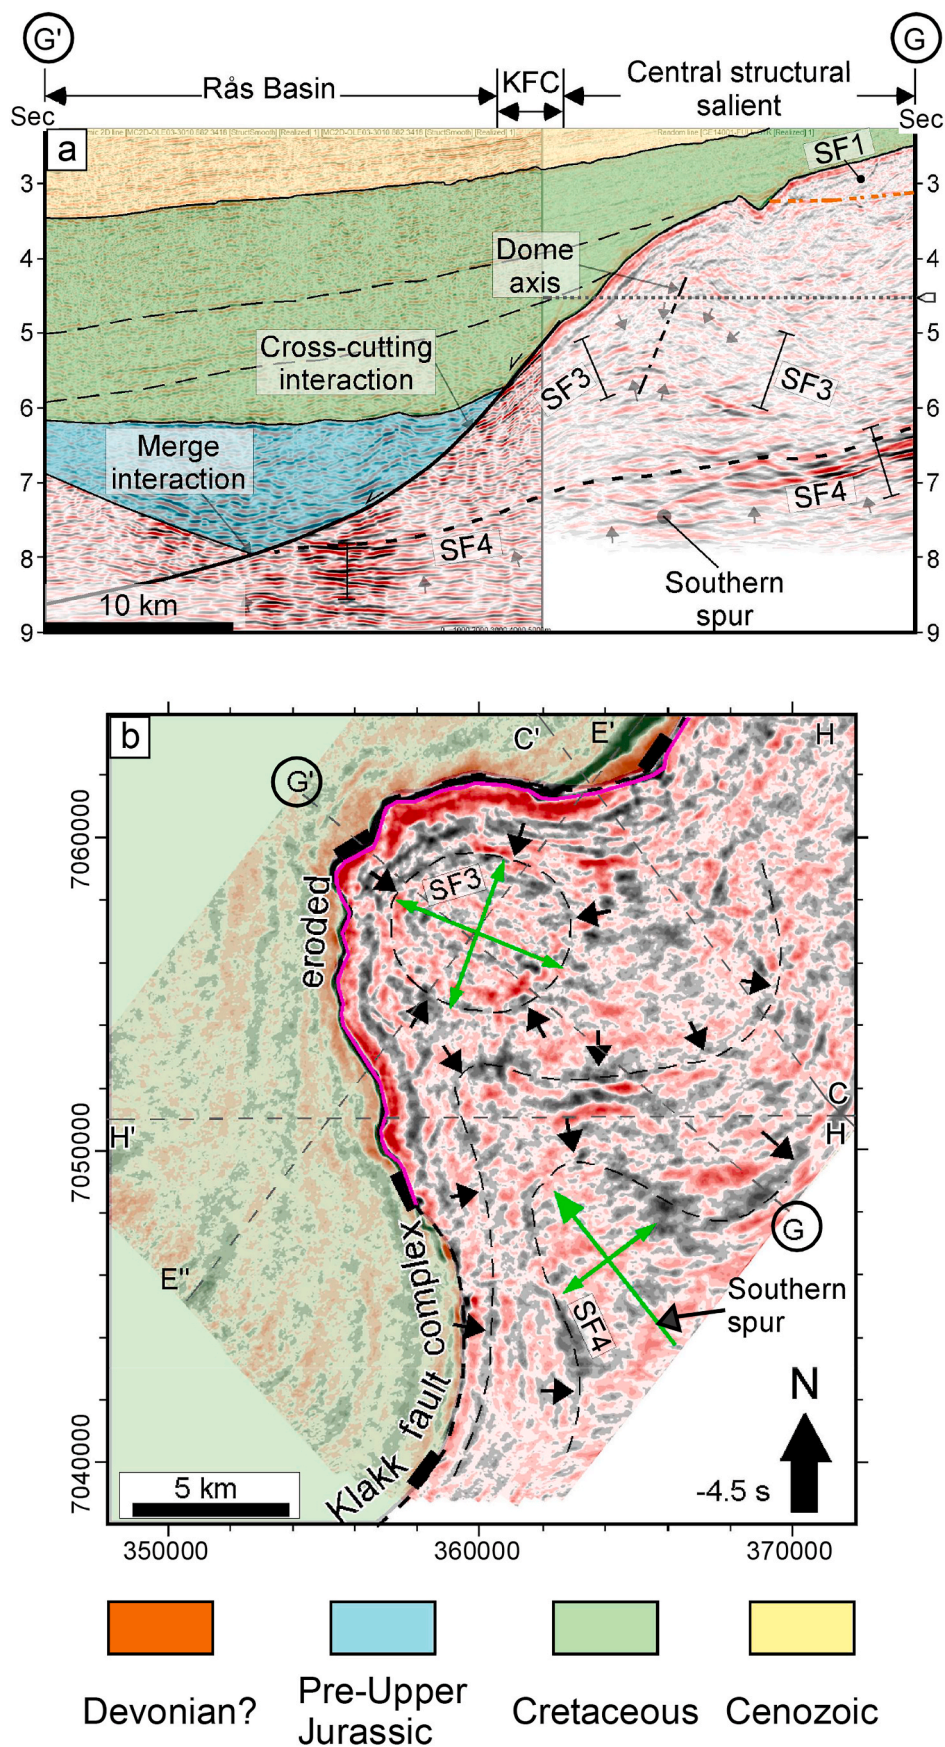 G'
G
Rås Basin
KFC
Central structural
salient
Sec
Sec
a
SF1
3
3
Dome
axis
4
4
5
5
Cross-cutting
interaction
SF3
SF3
6
6
Merge
interaction
7
7
SF4
SF4
8
8
Southern
spur
10 km
9
9
b
C'
E'
H
G'
7060000
SF3
eroded
C
H'
H
7050000
G
E"
Southern
spur
SF4
Klakk fault complex
N
7040000
5 km
-4.5 s
350000
360000
370000
Devonian?
Pre-Upper
Jurassic
Cretaceous
Cenozoic